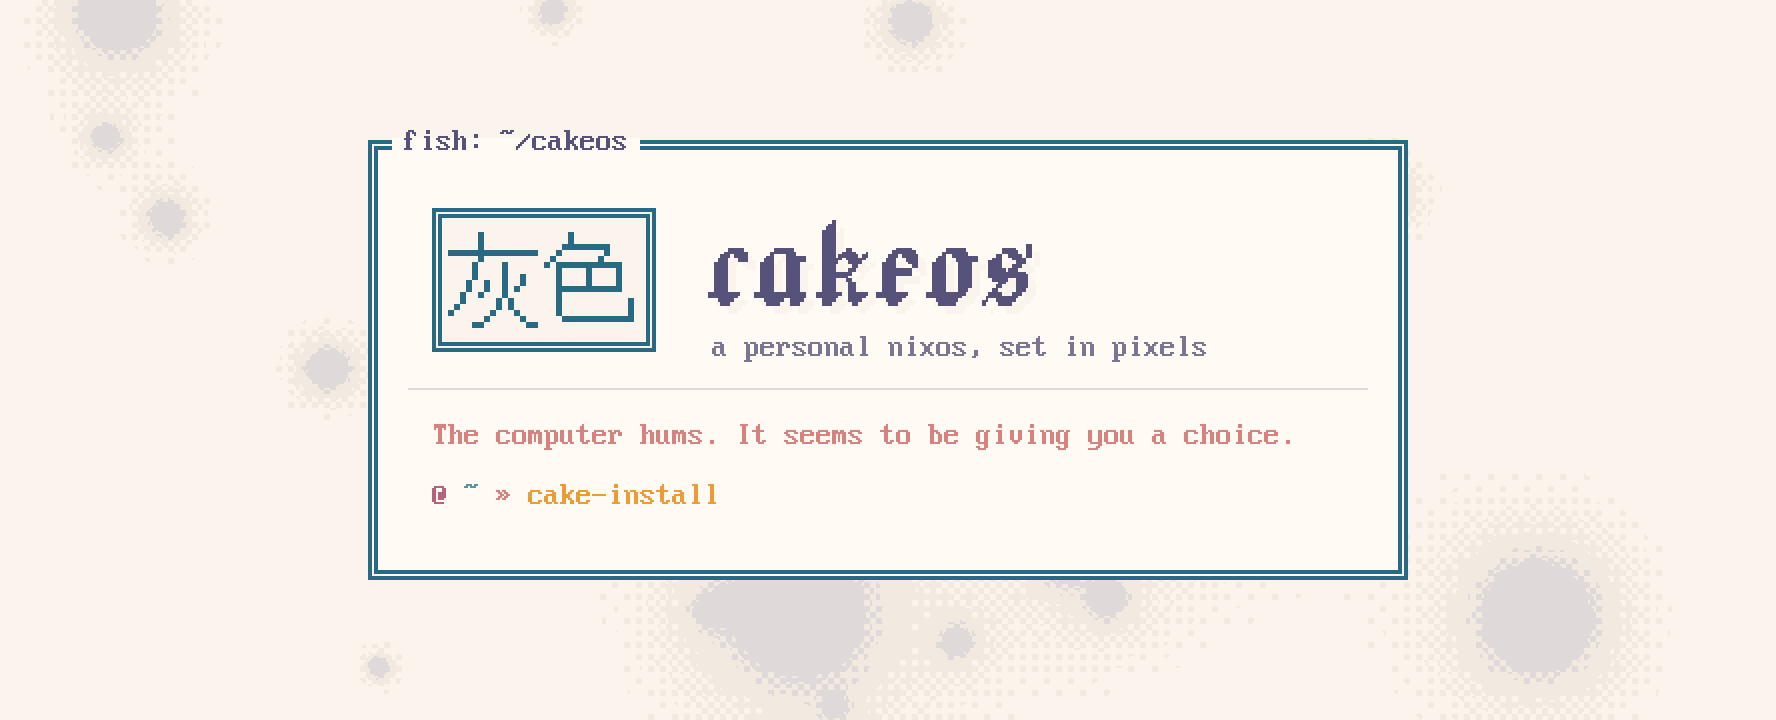 fish: ~/cakeos
灰色
cakeos
a personal nixos, set in pixels
The computer hums. It seems to be giving you a choice.
@ ~ » cake-install